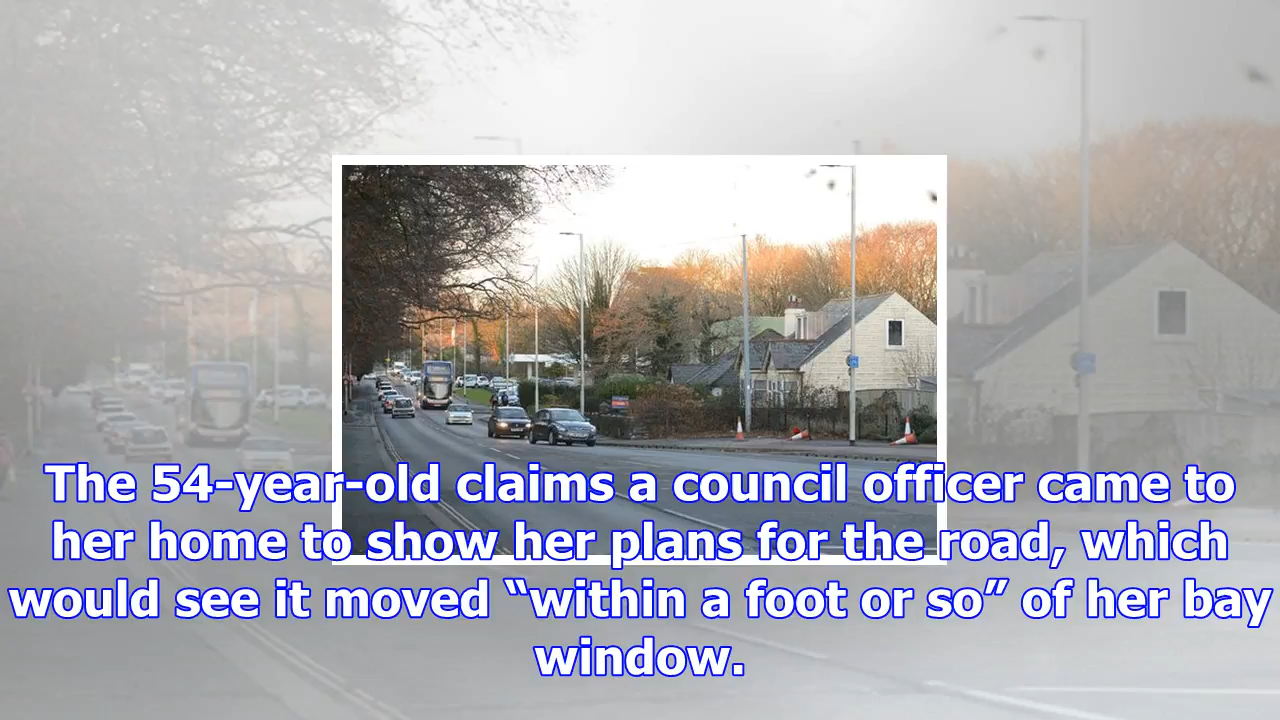 The 54-year-old claims a council officer came to
her home to show her plans for the road, which
would see it moved “within a foot or so” of her bay
window.